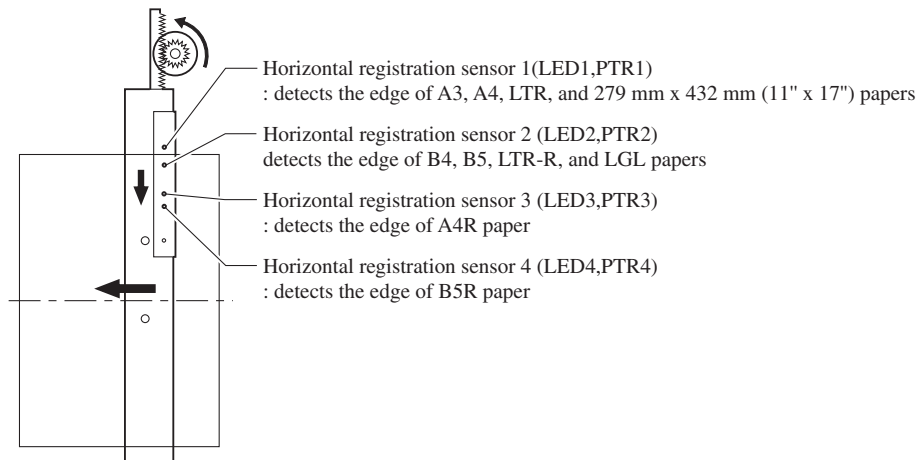 Horizontal registration sensor 1(LED1,PTR1)
: detects the edge of A3, A4, LTR, and 279 mm x 432 mm (11" x 17") papers
Horizontal registration sensor 2 (LED2,PTR2)
detects the edge of B4, B5, LTR-R, and LGL papers
Horizontal registration sensor 3 (LED3,PTR3)
: detects the edge of A4R paper
Horizontal registration sensor 4 (LED4,PTR4)
: detects the edge of B5R paper